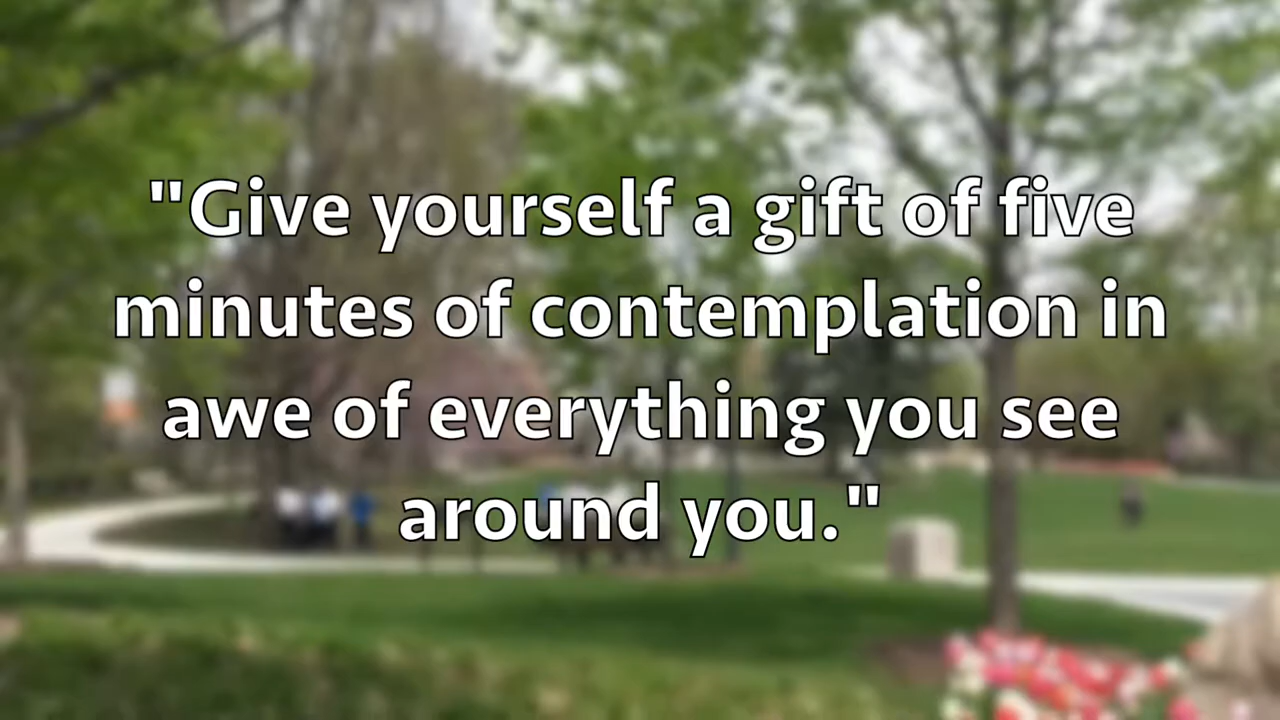 "Give yourself a gift of five
minutes of contemplation in
awe of everything you see
around you."